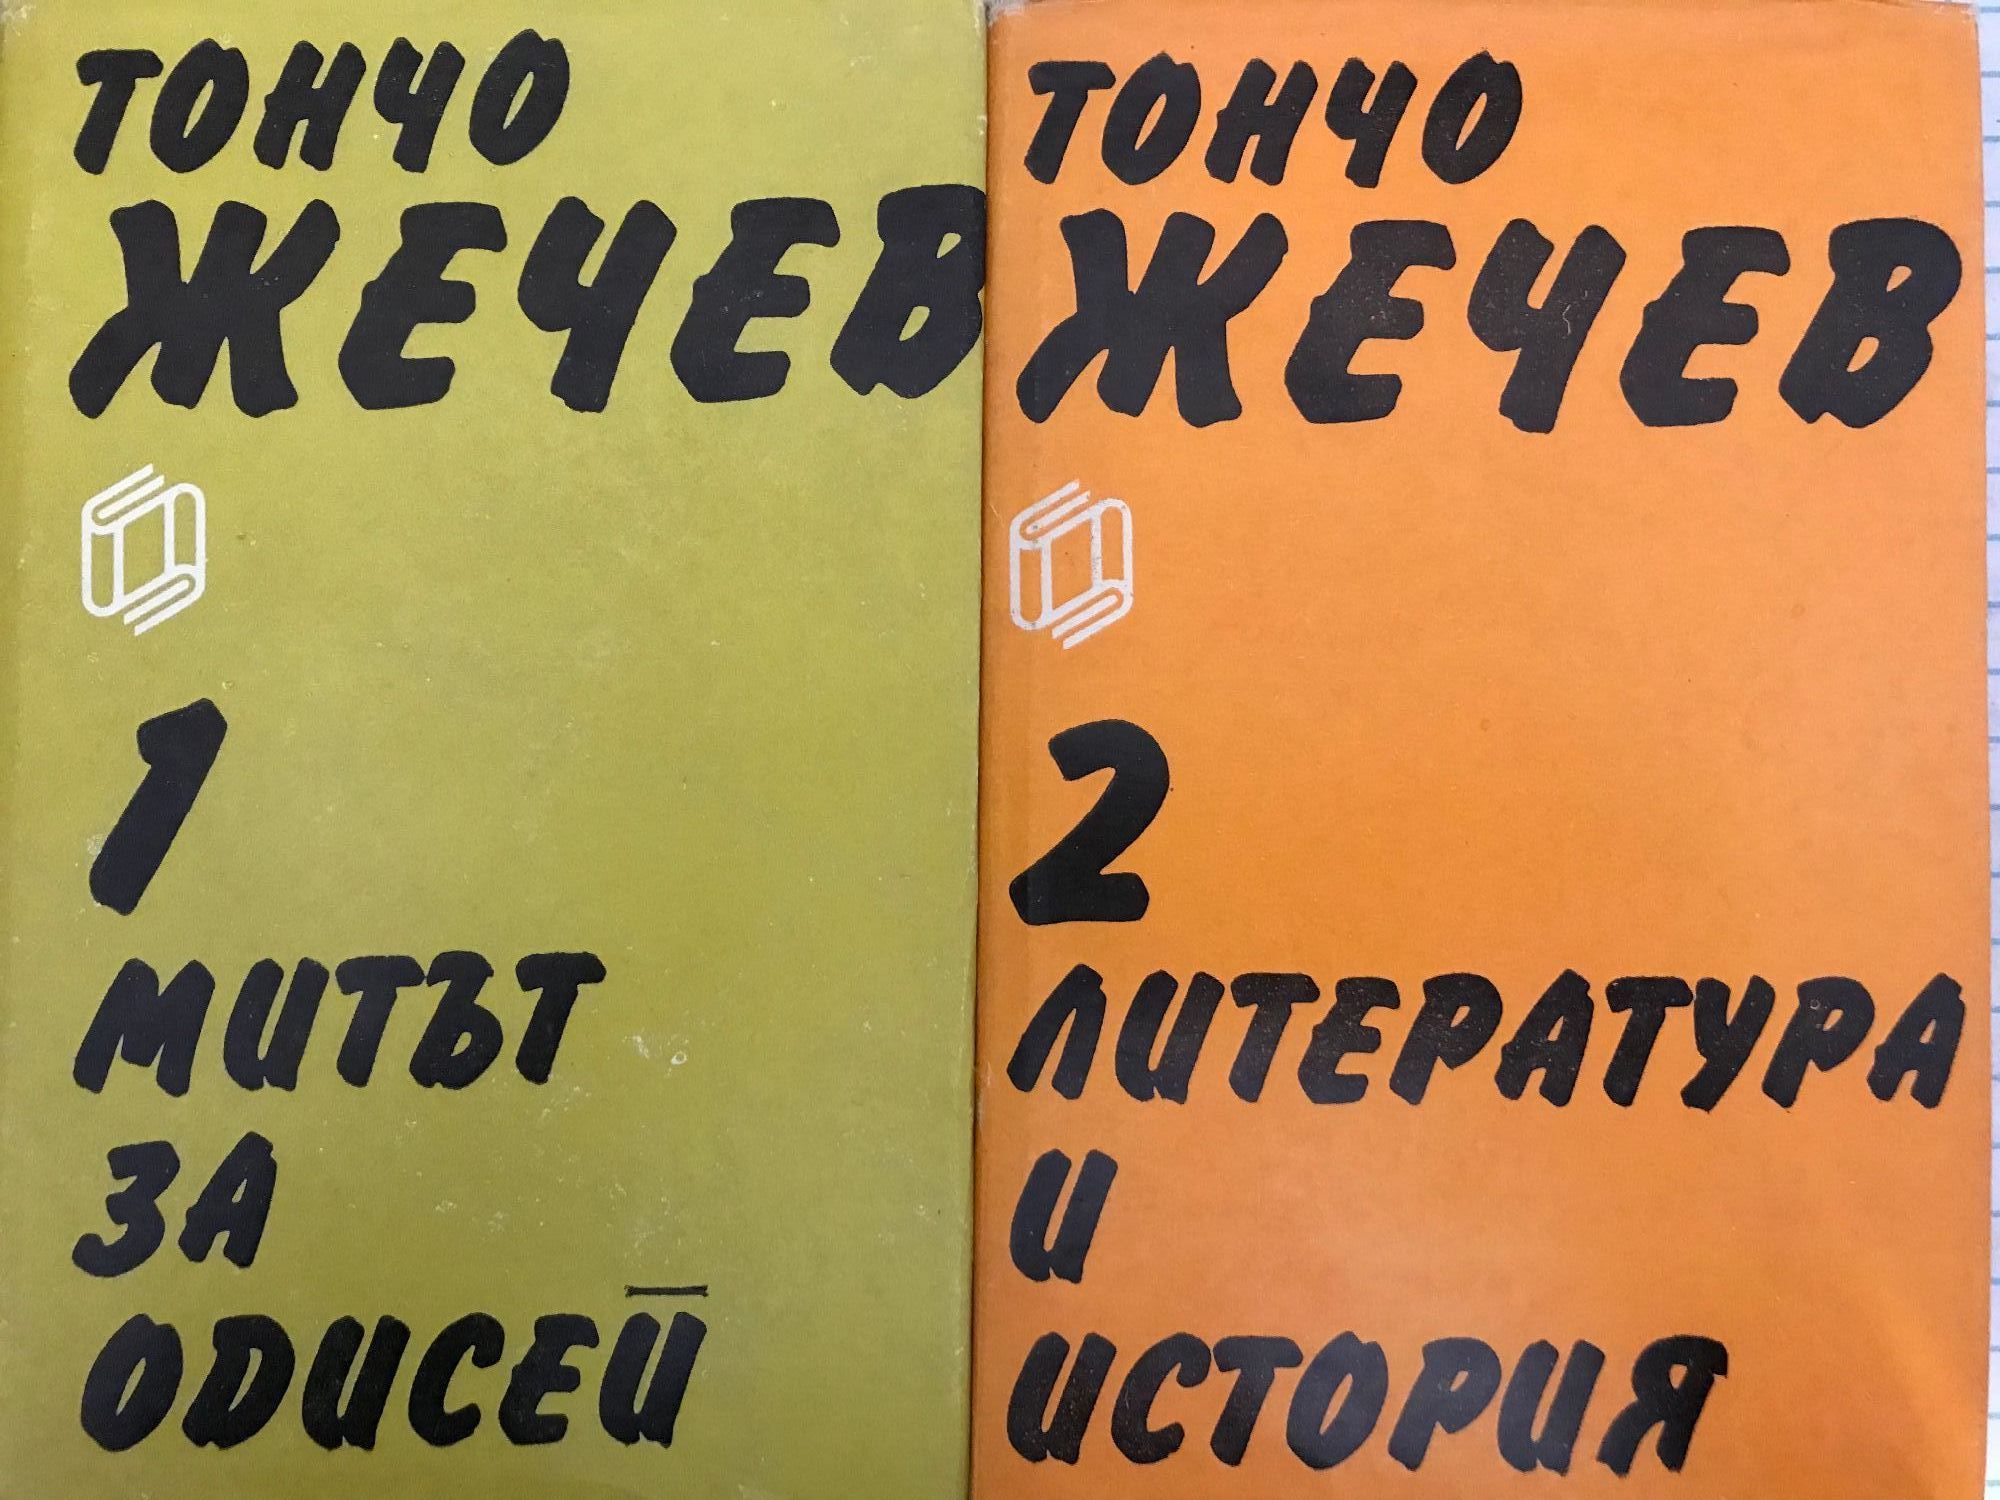 ТОНЧО
ЖЕЧЕВ
1
МИТЪТ
ЗА
ОДИСЕЙ
ТОНЧО
ЖЕЧЕВ
2
ЛИТЕРАТУРА
И
ИСТОРИЯ